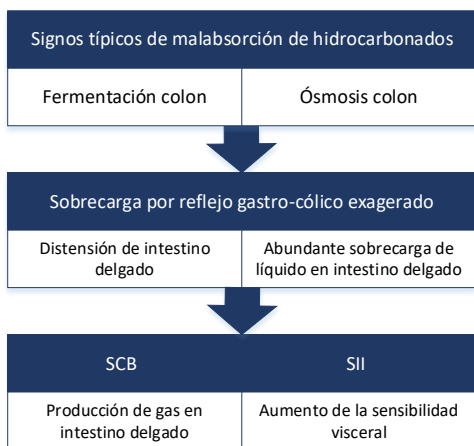 Signos típicos de malabsorción de hidrocarbonados
Fermentación colon
Ósmosis colon
Sobrecarga por reflejo gastro-cólico exagerado
Distensión de intestino
delgado
Abundante sobrecarga de
líquido en intestino delgado
SCB
SII
Producción de gas en
intestino delgado
Aumento de la sensibilidad
visceral